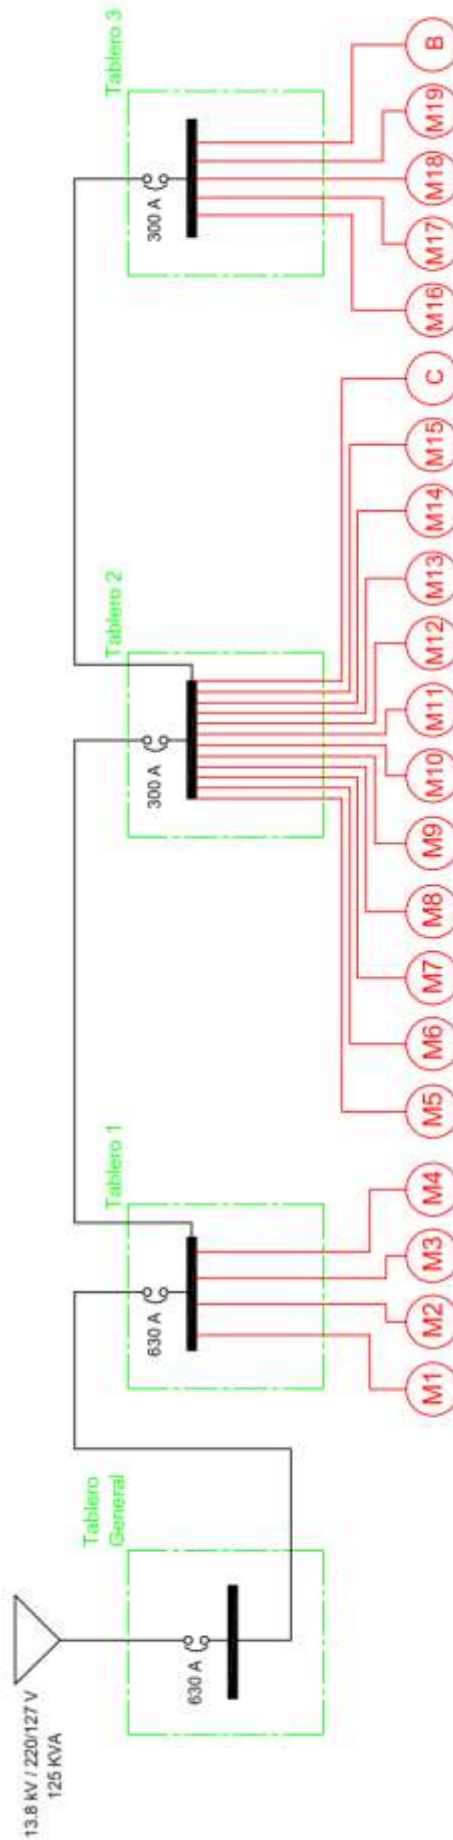 13.8 kV / 220/127 V
125 KVA
Tablero
General
630 A
Tablero 1
630 A
M1
M2
M3
M4
Tablero 2
300 A
M5
M6
M7
M8
M9
M10
M11
M12
M13
M14
M15
C
Tablero 3
300 A
M16
M17
M18
M19
B